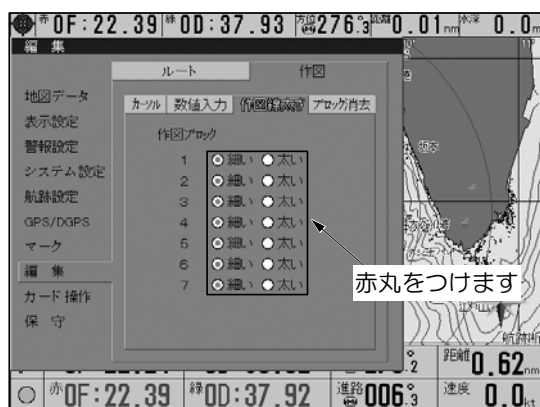 赤0F:22.39 緑0D:37.93 方位276.3° 距離0.01nm 水深0.0m
編 集
ルート 作図
地図データ
表示設定
警報設定
システム設定
航跡設定
GPS/DGPS
マーク
編 集
カード操作
保 守
カーソル 数値入力 作図線太さ ブロック消去
作図ブロック
1 細い 太い
2 細い 太い
3 細い 太い
4 細い 太い
5 細い 太い
6 細い 太い
7 細い 太い
赤丸をつけます
距離0.62nm
赤0F:22.39 緑0D:37.92 進路006.3° 速度0.0kt